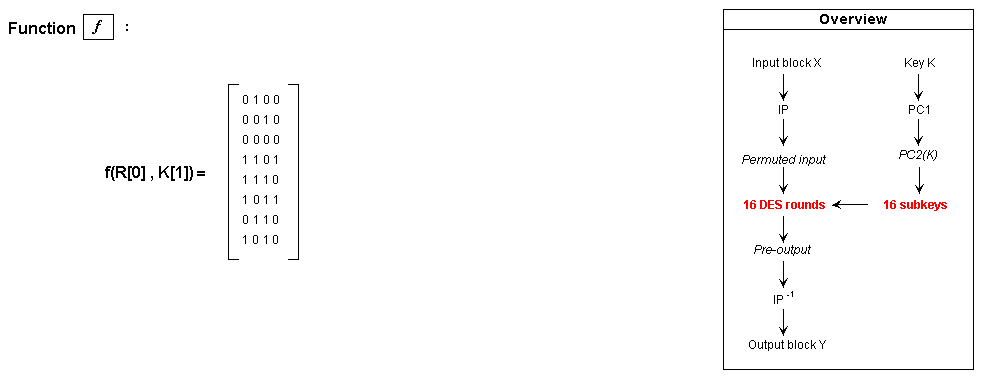 Function f :
f(R[0] , K[1]) =
0 1 0 0
0 0 1 0
0 0 0 0
1 1 0 1
1 1 1 0
1 0 1 1
0 1 1 0
1 0 1 0
Overview
Input block X
Key K
IP
PC1
Permuted input
PC2(K)
16 DES rounds
16 subkeys
Pre-output
IP -1
Output block Y